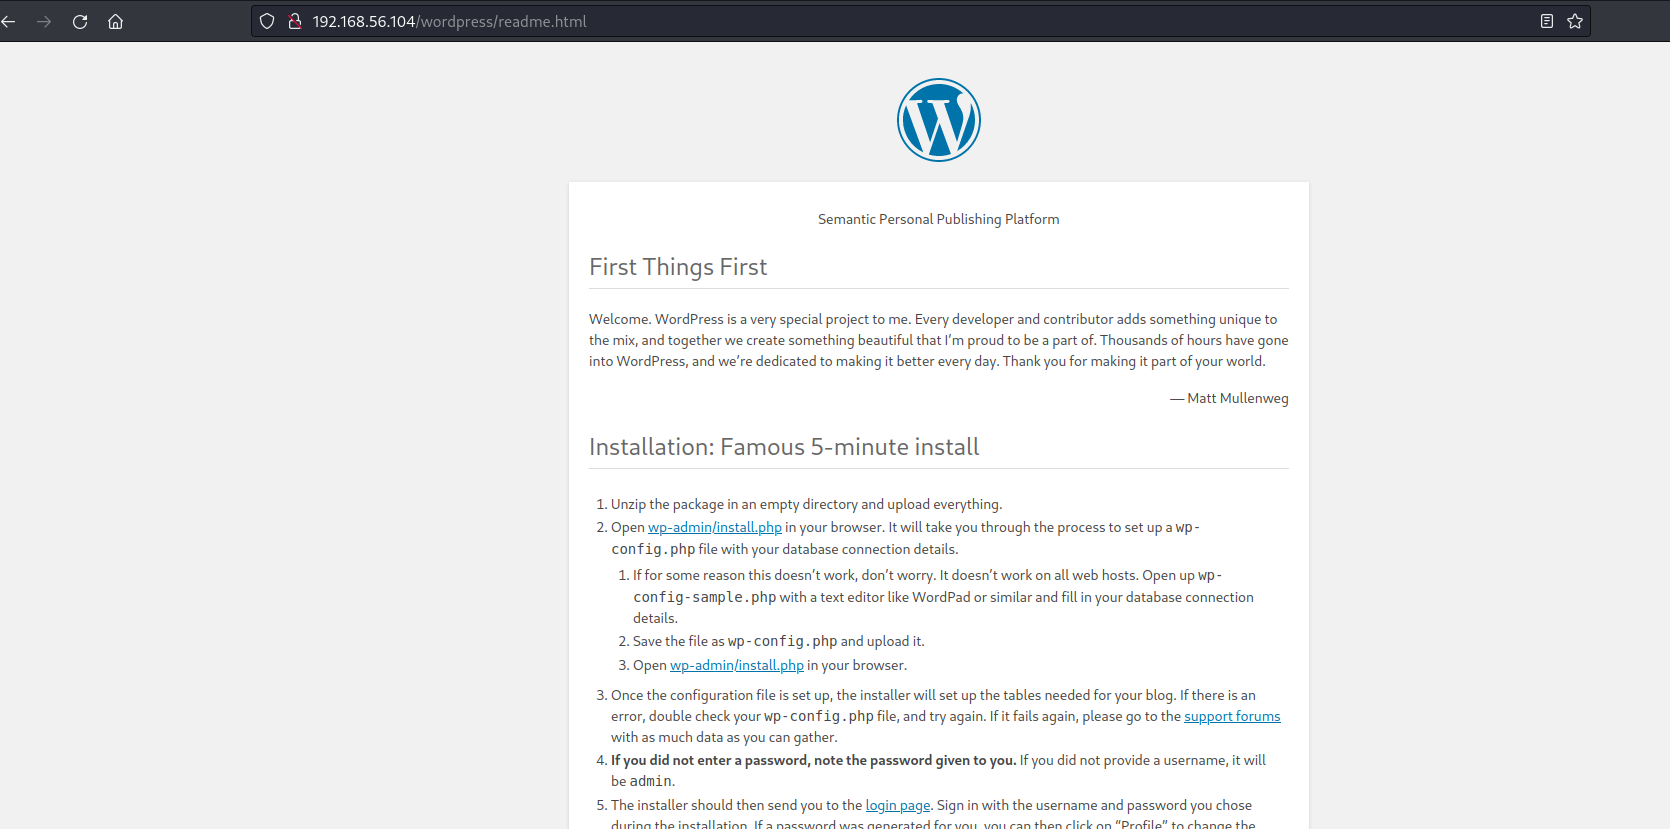 192.168.56.104/wordpress/readme.html
W
Semantic Personal Publishing Platform
First Things First
Welcome. WordPress is a very special project to me. Every developer and contributor adds something unique to
the mix, and together we create something beautiful that I’m proud to be a part of. Thousands of hours have gone
into WordPress, and we’re dedicated to making it better every day. Thank you for making it part of your world.
— Matt Mullenweg
Installation: Famous 5-minute install
1. Unzip the package in an empty directory and upload everything.
2. Open wp-admin/install.php in your browser. It will take you through the process to set up a wp-
config.php file with your database connection details.
1. If for some reason this doesn’t work, don’t worry. It doesn’t work on all web hosts. Open up wp-
config-sample.php with a text editor like WordPad or similar and fill in your database connection
details.
2. Save the file as wp-config.php and upload it.
3. Open wp-admin/install.php in your browser.
3. Once the configuration file is set up, the installer will set up the tables needed for your blog. If there is an
error, double check your wp-config.php file, and try again. If it fails again, please go to the support forums
with as much data as you can gather.
4. If you did not enter a password, note the password given to you. If you did not provide a username, it will
be admin.
5. The installer should then send you to the login page. Sign in with the username and password you chose
during the installation. If a password was generated for you, you can then click on “Profile” to change the